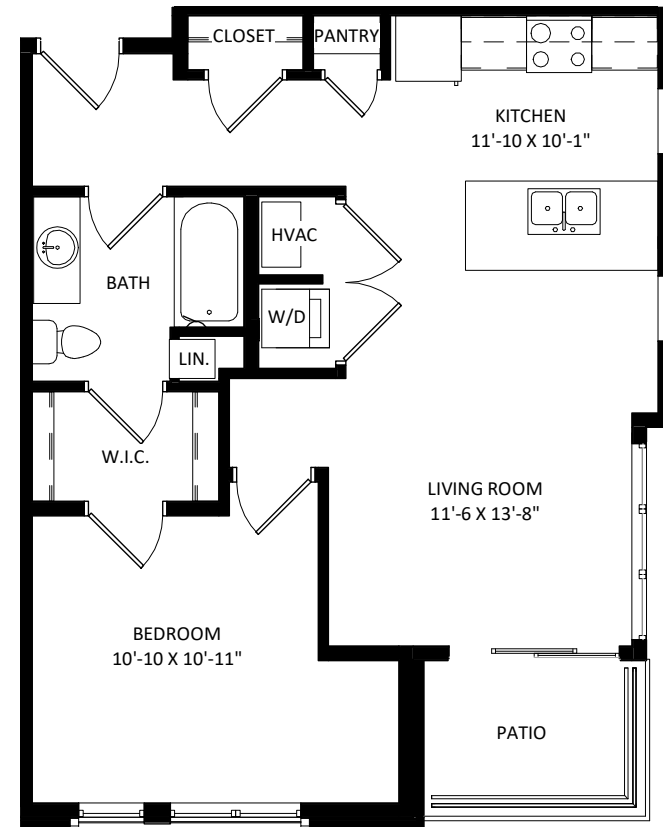 CLOSET
PANTRY
KITCHEN
11'-10 X 10'-1"
HVAC
BATH
W/D
LIN.
W.I.C.
LIVING ROOM
11'-6 X 13'-8"
BEDROOM
10'-10 X 10'-11"
PATIO